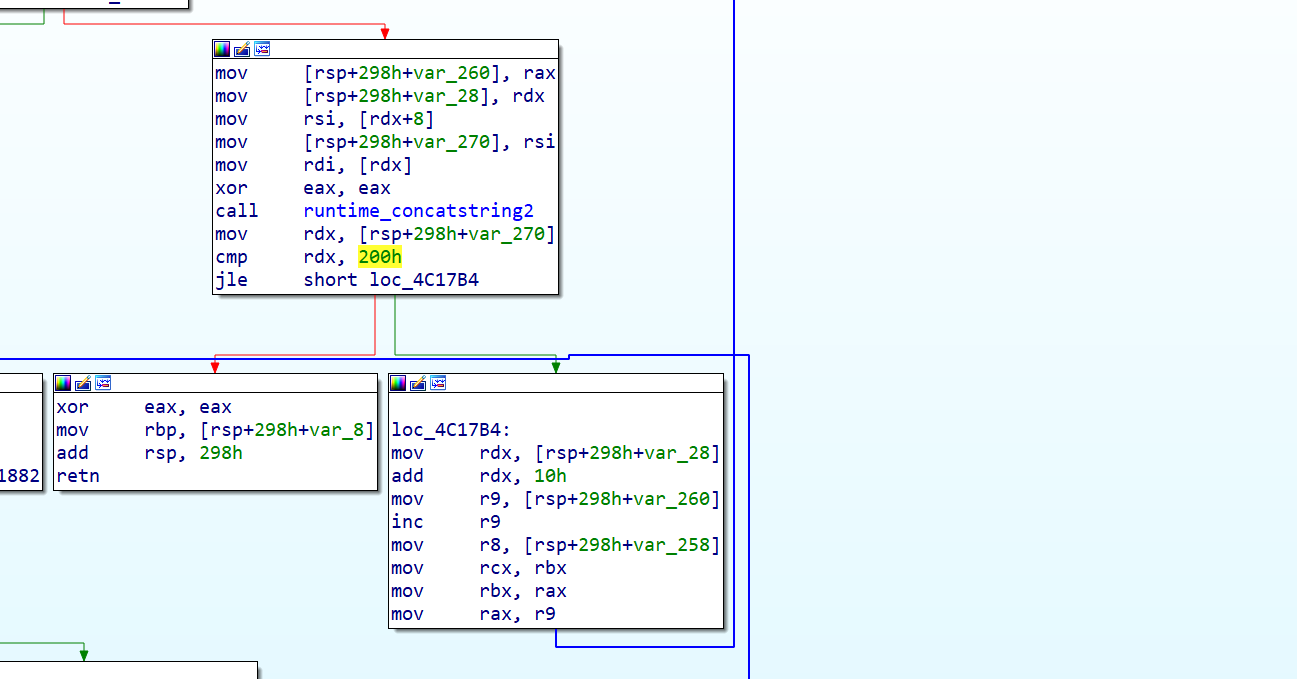 mov [rsp+298h+var_260], rax
mov [rsp+298h+var_28], rdx
mov rsi, [rdx+8]
mov [rsp+298h+var_270], rsi
mov rdi, [rdx]
xor eax, eax
call runtime_concatstring2
mov rdx, [rsp+298h+var_270]
cmp rdx, 200h
jle short loc_4C17B4
1882
xor eax, eax
mov rbp, [rsp+298h+var_8]
add rsp, 298h
retn
loc_4C17B4:
mov rdx, [rsp+298h+var_28]
add rdx, 10h
mov r9, [rsp+298h+var_260]
inc r9
mov r8, [rsp+298h+var_258]
mov rcx, rbx
mov rbx, rax
mov rax, r9